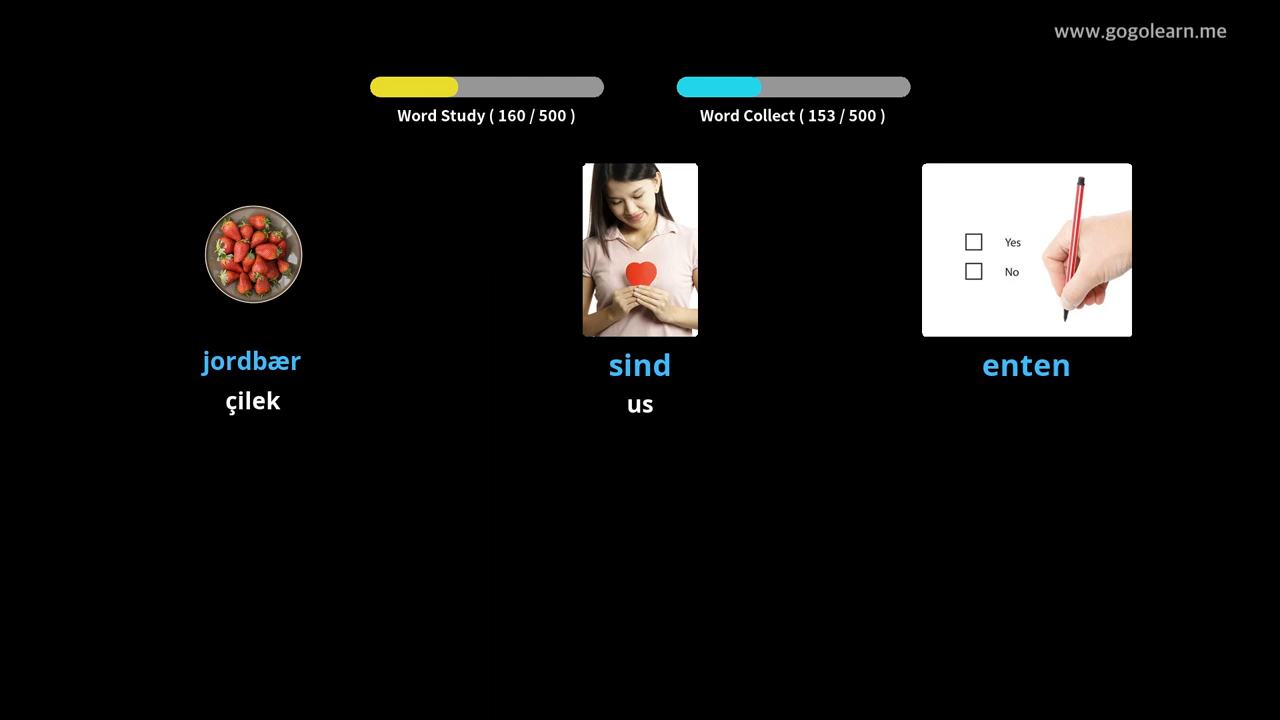 www.gogolearn.me
Word Study ( 160 / 500 )
Word Collect ( 153 / 500 )
Yes
No
jordbær
sind
enten
çilek
us